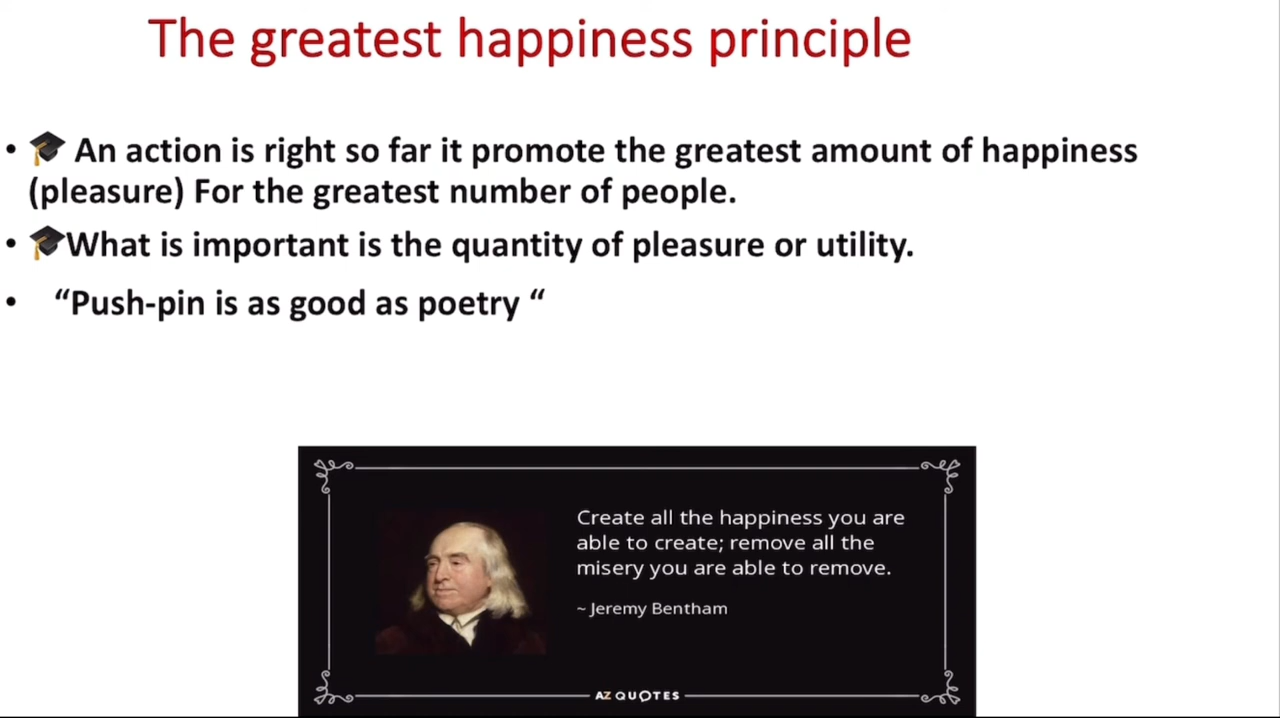 The greatest happiness principle
• 🎓 An action is right so far it promote the greatest amount of happiness
(pleasure) For the greatest number of people.
• 🎓What is important is the quantity of pleasure or utility.
• “Push-pin is as good as poetry “
Create all the happiness you are
able to create; remove all the
misery you are able to remove.
~ Jeremy Bentham
AZ QUOTES